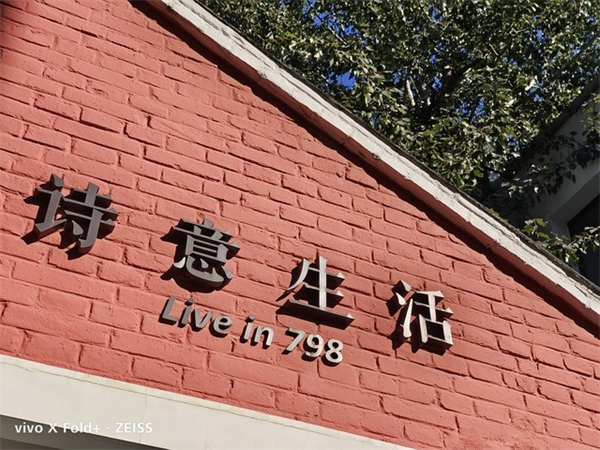 诗意生活
Live in 798
vivo X Fold+ · ZEISS